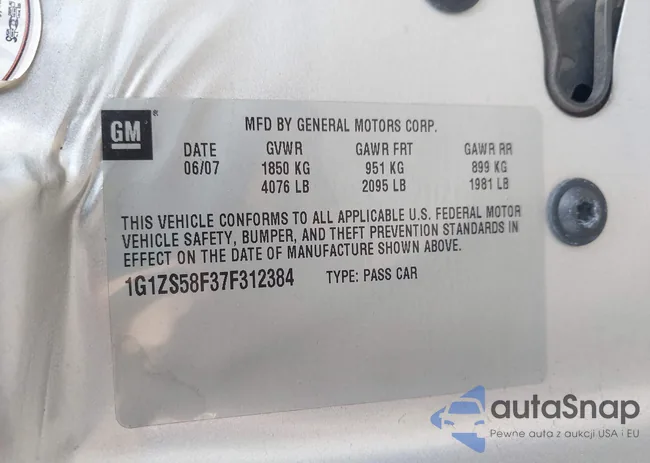 GM
MFD BY GENERAL MOTORS CORP.
DATE GVWR GAWR FRT GAWR RR
06/07 1850 KG 951 KG 899 KG
4076 LB 2095 LB 1981 LB
THIS VEHICLE CONFORMS TO ALL APPLICABLE U.S. FEDERAL MOTOR
VEHICLE SAFETY, BUMPER, AND THEFT PREVENTION STANDARDS IN
EFFECT ON THE DATE OF MANUFACTURE SHOWN ABOVE.
1G1ZS58F37F312384 TYPE: PASS CAR
autaSnap
Pewne auta z aukcji USA i EU